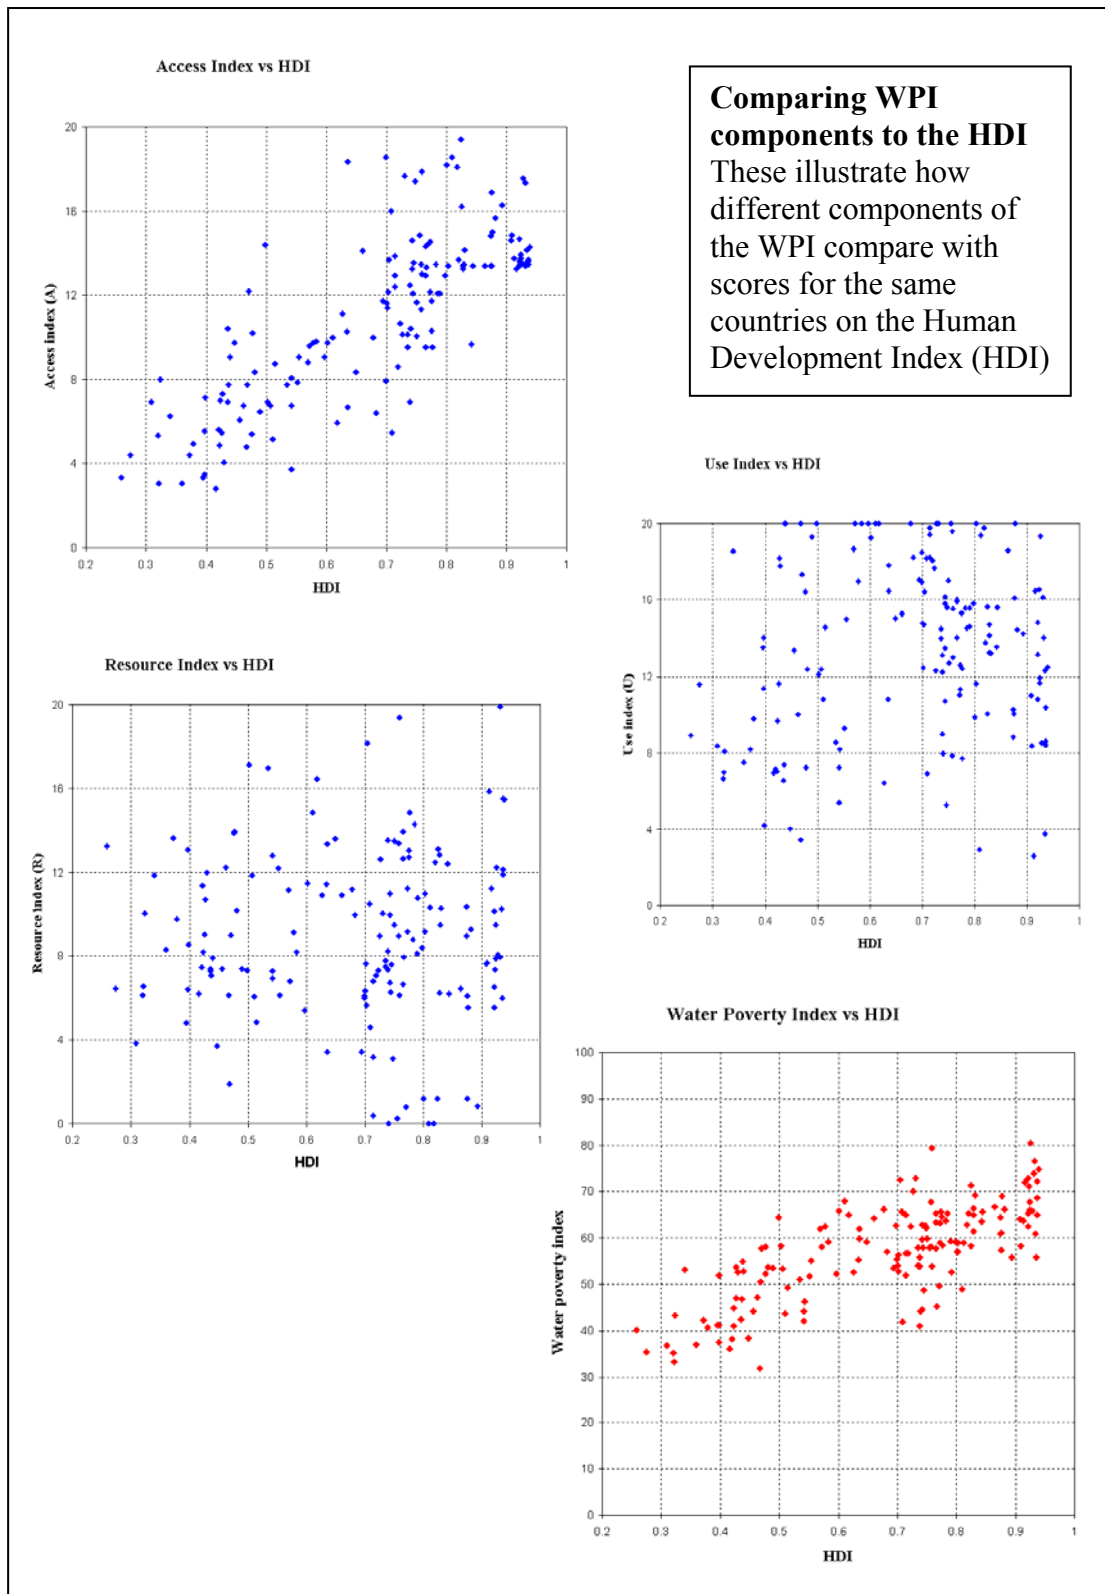 Access Index vs HDI
Comparing WPI
components to the HDI
These illustrate how
different components of
the WPI compare with
scores for the same
countries on the Human
Development Index (HDI)
20
16
12
8
4
0
Access index (A)
0.2 0.3 0.4 0.5 0.6 0.7 0.8 0.9 1
HDI
Use Index vs HDI
20
16
12
8
4
0
Use index (U)
0.2 0.3 0.4 0.5 0.6 0.7 0.8 0.9 1
HDI
Resource Index vs HDI
20
16
12
8
4
0
Resource index (R)
0.2 0.3 0.4 0.5 0.6 0.7 0.8 0.9 1
HDI
Water Poverty Index vs HDI
100
90
80
70
60
50
40
30
20
10
0
Water poverty index
0.2 0.3 0.4 0.5 0.6 0.7 0.8 0.9 1
HDI